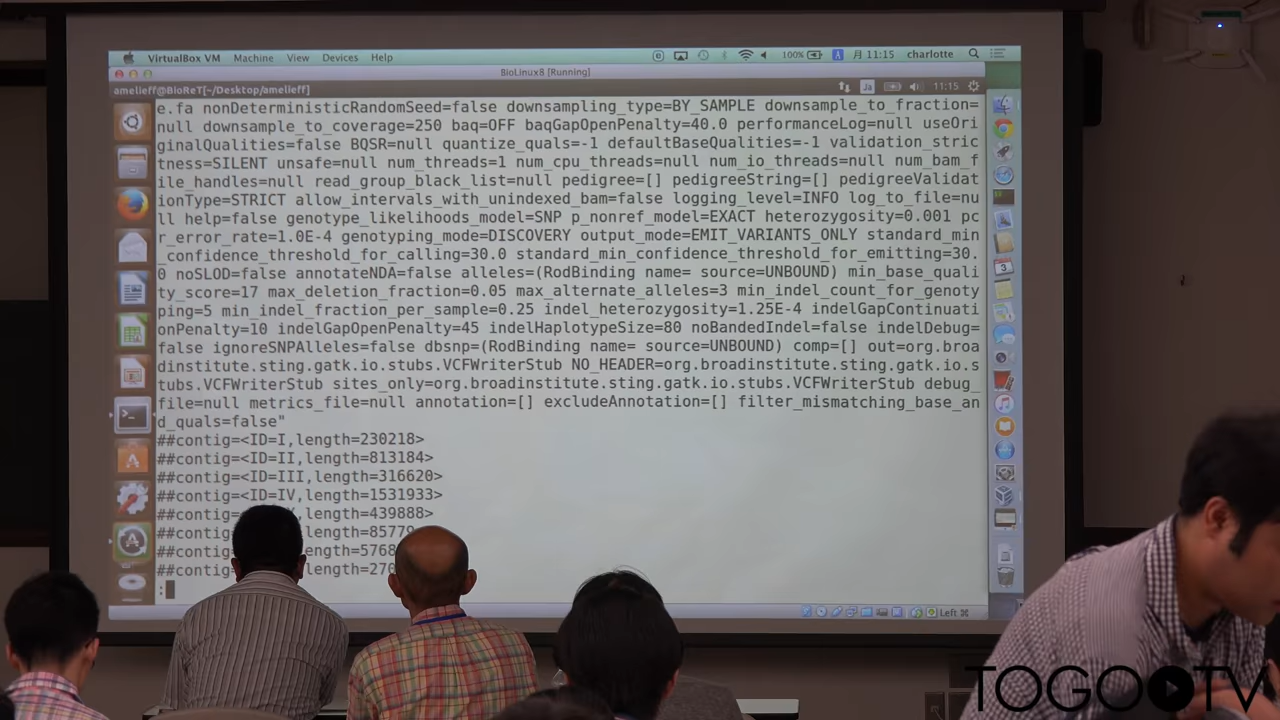 VirtualBox VM Machine View Devices Help 100% A 月 11:15 charlotte
BioLinux8 [Running]
amelieff@BioReT[~/Desktop/amelieff] Ja 11:15
e.fa nonDeterministicRandomSeed=false downsampling_type=BY_SAMPLE downsample_to_fraction=
null downsample_to_coverage=250 baq=OFF baqGapOpenPenalty=40.0 performanceLog=null useOri
ginalQualities=false BQSR=null quantize_quals=-1 defaultBaseQualities=-1 validation_stric
tness=SILENT unsafe=null num_threads=1 num_cpu_threads=null num_io_threads=null num_bam_f
ile_handles=null read_group_black_list=null pedigree=[] pedigreeString=[] pedigreeValidat
ionType=STRICT allow_intervals_with_unindexed_bam=false logging_level=INFO log_to_file=nu
ll help=false genotype_likelihoods_model=SNP p_nonref_model=EXACT heterozygosity=0.001 pc
r_error_rate=1.0E-4 genotyping_mode=DISCOVERY output_mode=EMIT_VARIANTS_ONLY standard_min
_confidence_threshold_for_calling=30.0 standard_min_confidence_threshold_for_emitting=30.
0 noSLOD=false annotateNDA=false alleles=(RodBinding name= source=UNBOUND) min_base_quali
ty_score=17 max_deletion_fraction=0.05 max_alternate_alleles=3 min_indel_count_for_genoty
ping=5 min_indel_fraction_per_sample=0.25 indel_heterozygosity=1.25E-4 indelGapContinuati
onPenalty=10 indelGapOpenPenalty=45 indelHaplotypeSize=80 noBandedIndel=false indelDebug=
false ignoreSNPAlleles=false dbsnp=(RodBinding name= source=UNBOUND) comp=[] out=org.broa
dinstitute.sting.gatk.io.stubs.VCFWriterStub NO_HEADER=org.broadinstitute.sting.gatk.io.s
tubs.VCFWriterStub sites_only=org.broadinstitute.sting.gatk.io.stubs.VCFWriterStub debug_
file=null metrics_file=null annotation=[] excludeAnnotation=[] filter_mismatching_base_an
d_quals=false"
##contig=<ID=I,length=230218>
##contig=<ID=II,length=813184>
##contig=<ID=III,length=316620>
##contig=<ID=IV,length=1531933>
##contig=< ,length=439888>
##contig= length=85779
##contig= ength=5768
##contig= length=270
:
Left ⌘
TOGOTV